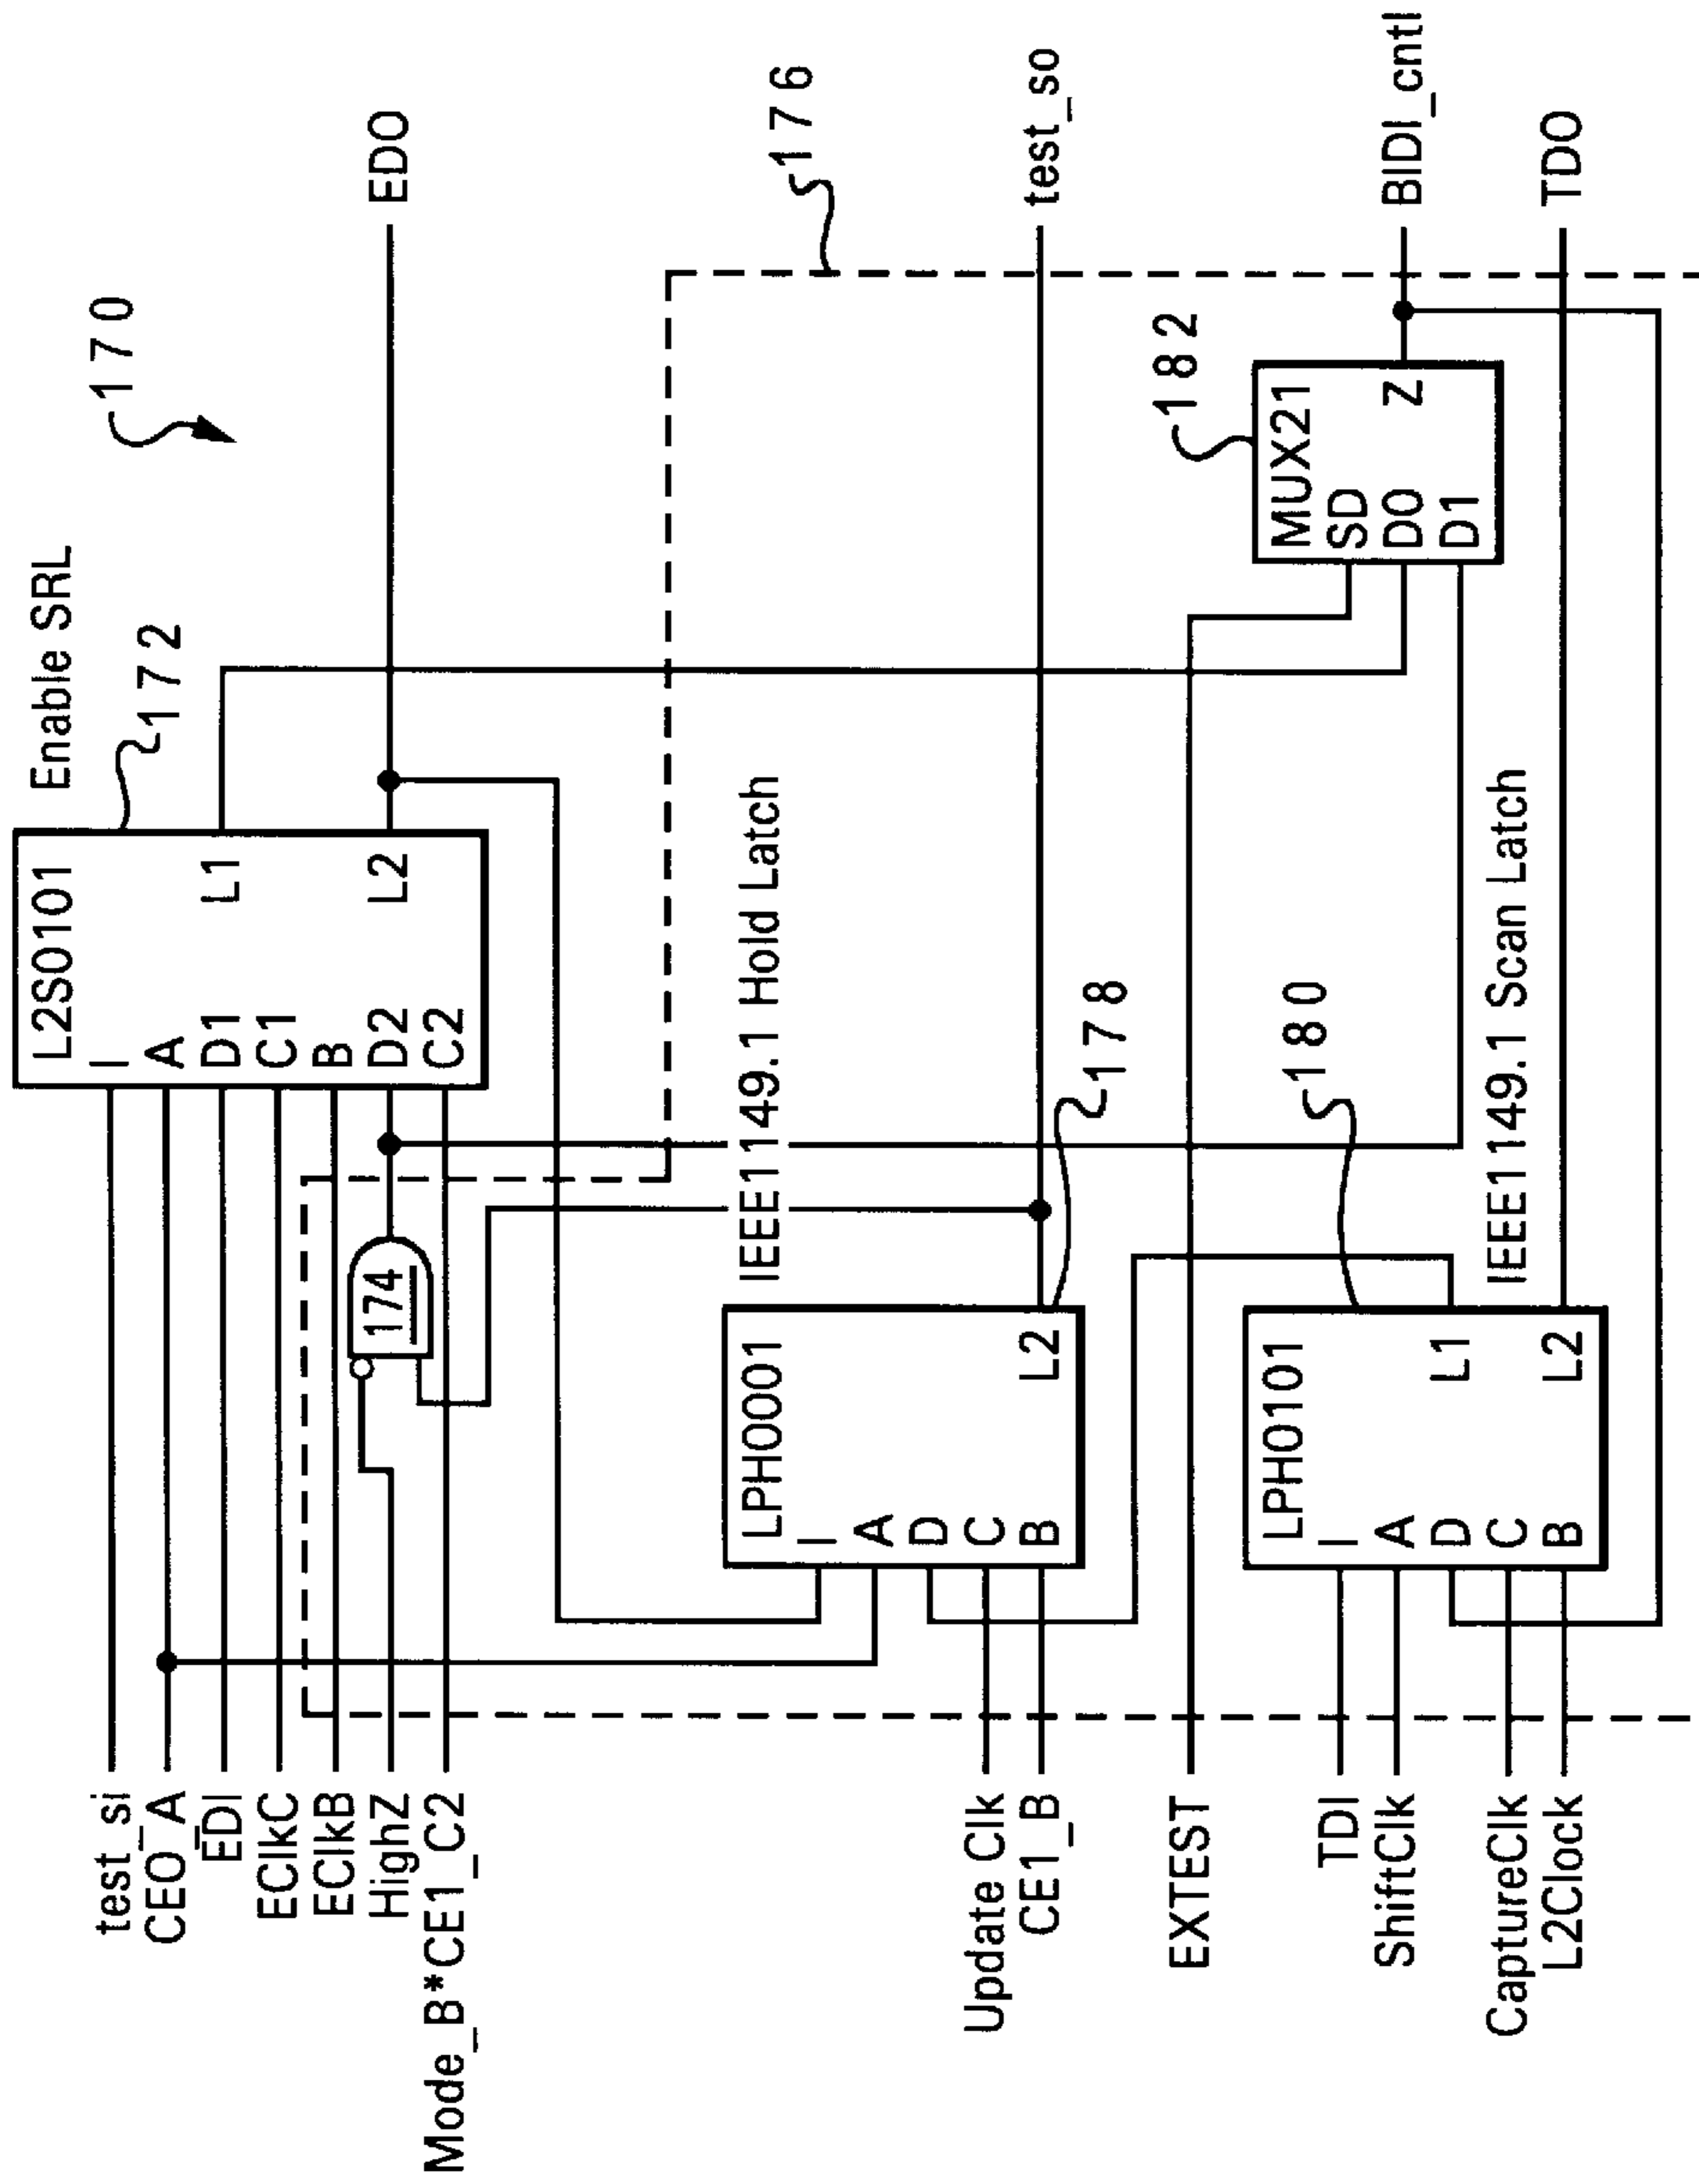 170
Enable SRL
172
L2S0101
I
A
D1
C1
B
D2
C2
L1
L2
test_si
CE0_A
EDI
EClkC
EClkB
HighZ
Mode_B*CE1_C2
174
EDO
176
IEEE1149.1 Hold Latch
LPH0001
I
A
D
C
B
L2
178
Update Clk
CE1_B
test_so
EXTEST
182
MUX21
SD
D0
D1
Z
BIDI_cntl
180
LPH0101
I
A
D
C
B
L1
L2
IEEE1149.1 Scan Latch
TDI
ShiftClk
CaptureClk
L2Clock
TDO